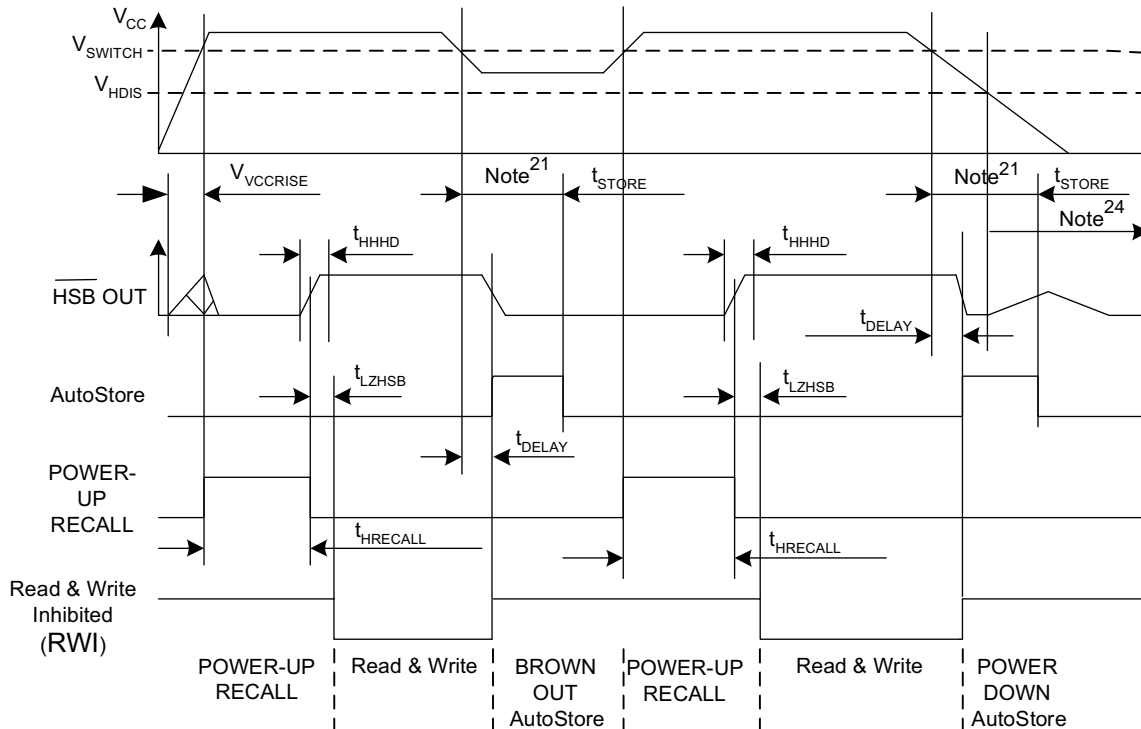 VCC
VSWITCH
VHDIS
VVCCRISE
Note21
tSTORE
Note21
tSTORE
Note24
tHHHD
tHHHD
HSB OUT
tDELAY
tLZHSB
tLZHSB
AutoStore
tDELAY
POWER-
UP
RECALL
tHRECALL
tHRECALL
Read & Write
Inhibited
(RWI)
POWER-UP
RECALL
Read & Write
BROWN
OUT
AutoStore
POWER-UP
RECALL
Read & Write
POWER
DOWN
AutoStore